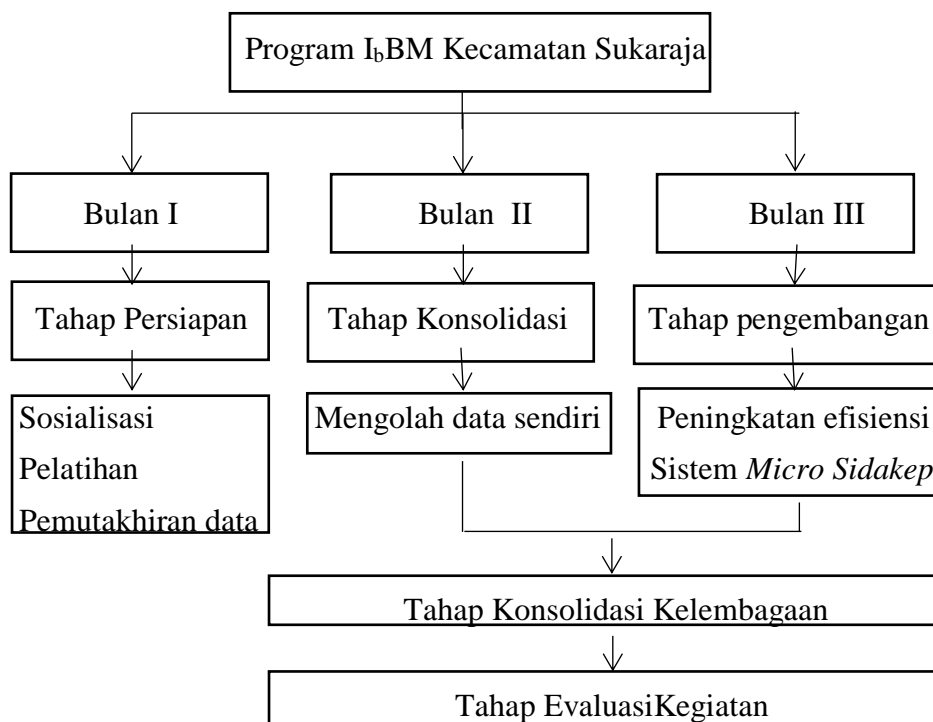 Program IbBM Kecamatan Sukaraja
Bulan I
Bulan II
Bulan III
Tahap Persiapan
Tahap Konsolidasi
Tahap pengembangan
Sosialisasi
Pelatihan
Pemutakhiran data
Mengolah data sendiri
Peningkatan efisiensi
Sistem Micro Sidakep
Tahap Konsolidasi Kelembagaan
Tahap EvaluasiKegiatan